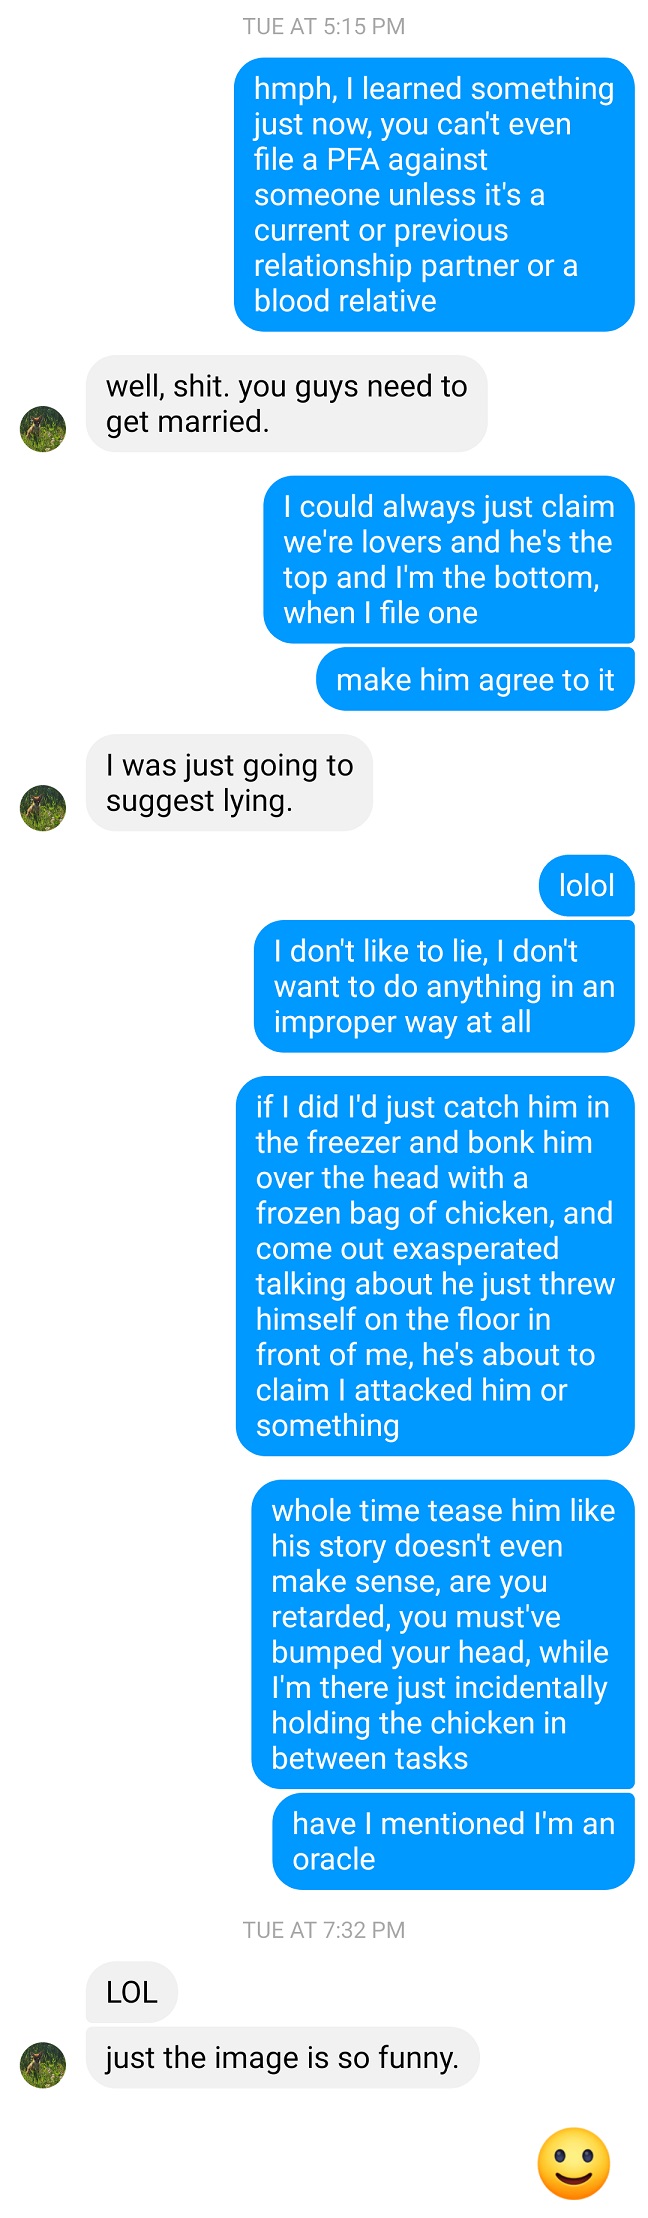 TUE AT 5:15 PM
hmph, I learned something
just now, you can't even
file a PFA against
someone unless it's a
current or previous
relationship partner or a
blood relative
well, shit. you guys need to
get married.
I could always just claim
we're lovers and he's the
top and I'm the bottom,
when I file one
make him agree to it
I was just going to
suggest lying.
lolol
I don't like to lie, I don't
want to do anything in an
improper way at all
if I did I'd just catch him in
the freezer and bonk him
over the head with a
frozen bag of chicken, and
come out exasperated
talking about he just threw
himself on the floor in
front of me, he's about to
claim I attacked him or
something
whole time tease him like
his story doesn't even
make sense, are you
retarded, you must've
bumped your head, while
I'm there just incidentally
holding the chicken in
between tasks
have I mentioned I'm an
oracle
TUE AT 7:32 PM
LOL
just the image is so funny.